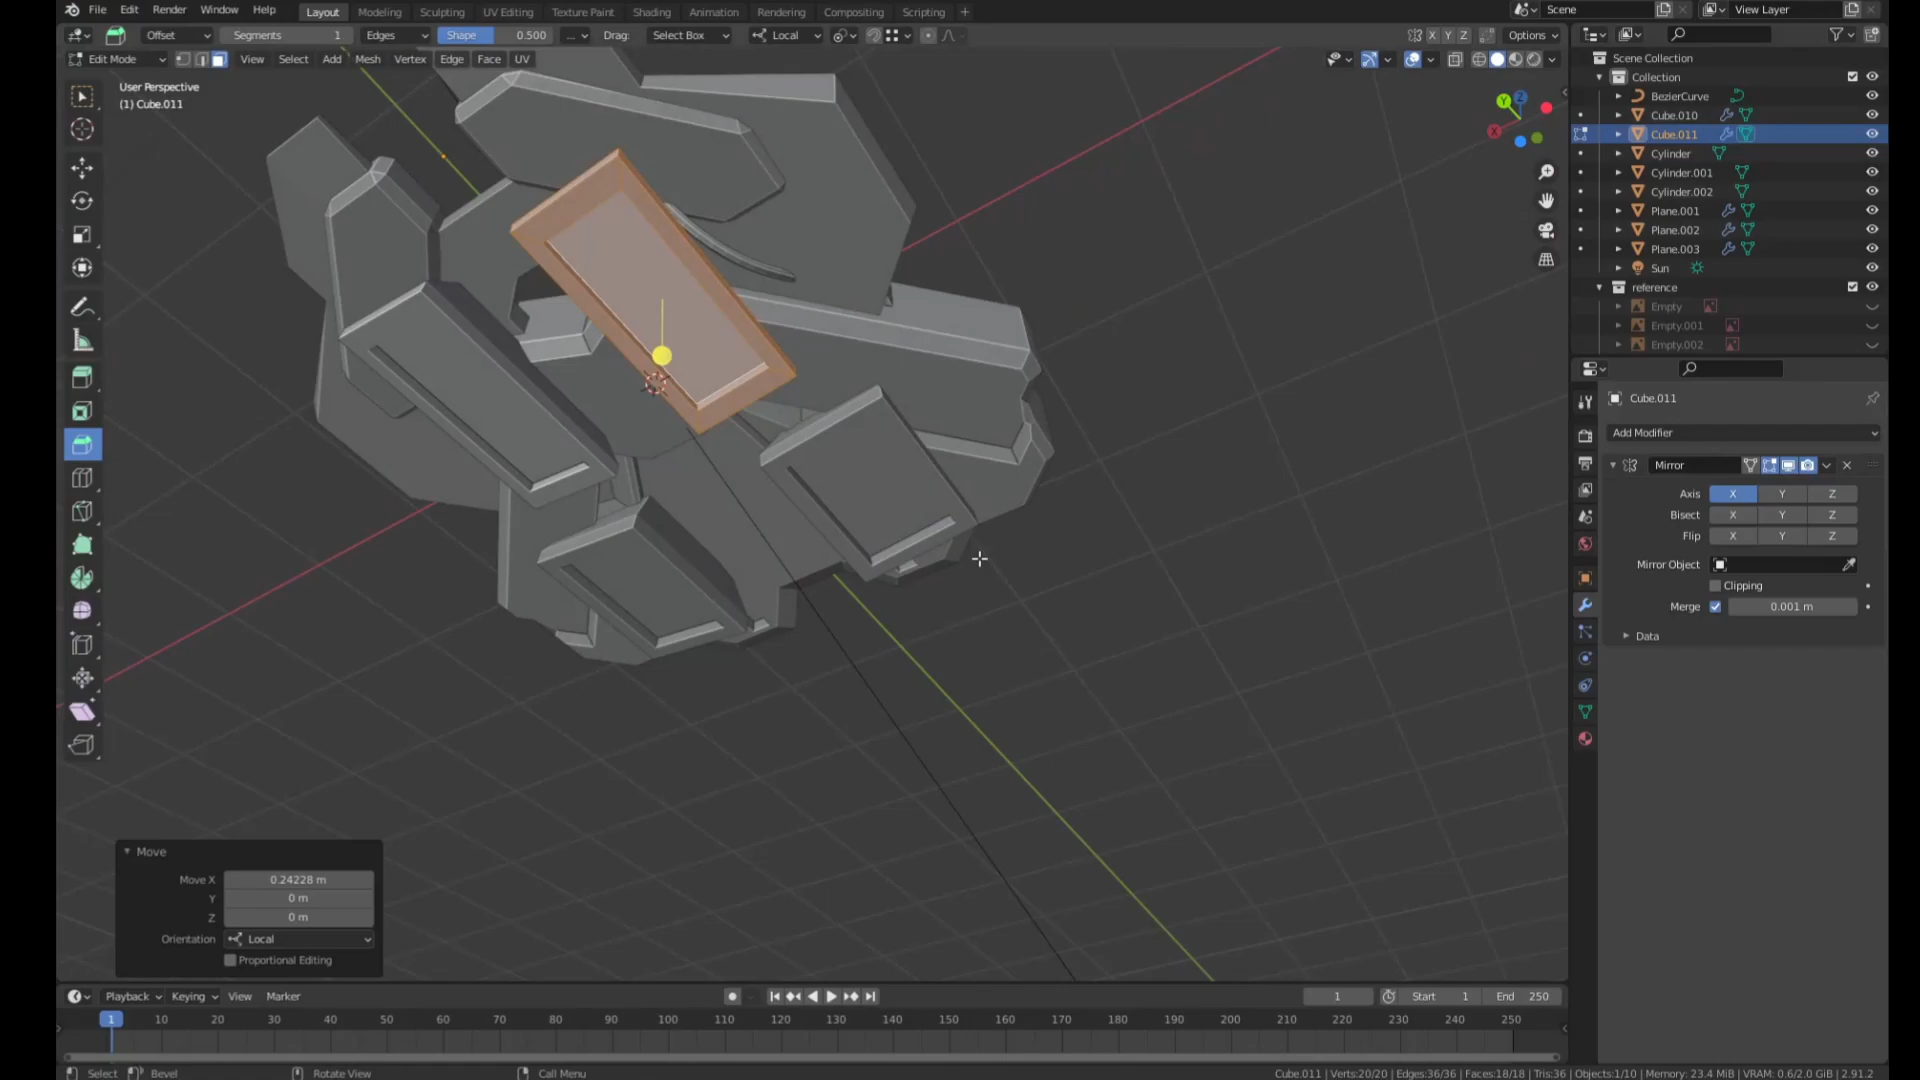 File Edit Render Window Help Layout Modeling Sculpting UV Editing Texture Paint Shading Animation Rendering Compositing Scripting + Scene View Layer
Offset Segments 1 Edges Shape 0.500 ... Drag: Select Box Local X Y Z Options
Edit Mode View Select Add Mesh Vertex Edge Face UV
User Perspective
(1) Cube.011
Y Z
X
Scene Collection
Collection
BezierCurve
Cube.010
Cube.011
Cylinder
Cylinder.001
Cylinder.002
Plane.001
Plane.002
Plane.003
Sun
reference
Empty
Empty.001
Empty.002
Cube.011
Add Modifier
Mirror
Axis X Y Z
Bisect X Y Z
Flip X Y Z
Mirror Object
Clipping
Merge 0.001 m
Data
Move
Move X 0.24228 m
Y 0 m
Z 0 m
Orientation Local
Proportional Editing
Playback Keying View Marker 1 Start 1 End 250
1 10 20 30 40 50 60 70 80 90 100 110 120 130 140 150 160 170 180 190 200 210 220 230 240 250
Select Bevel Rotate View Call Menu Cube.011 | Verts:20/20 | Edges:36/36 | Faces:18/18 | Tris:36 | Objects:1/10 | Memory: 23.4 MiB | VRAM: 0.6/2.0 GiB | 2.91.2